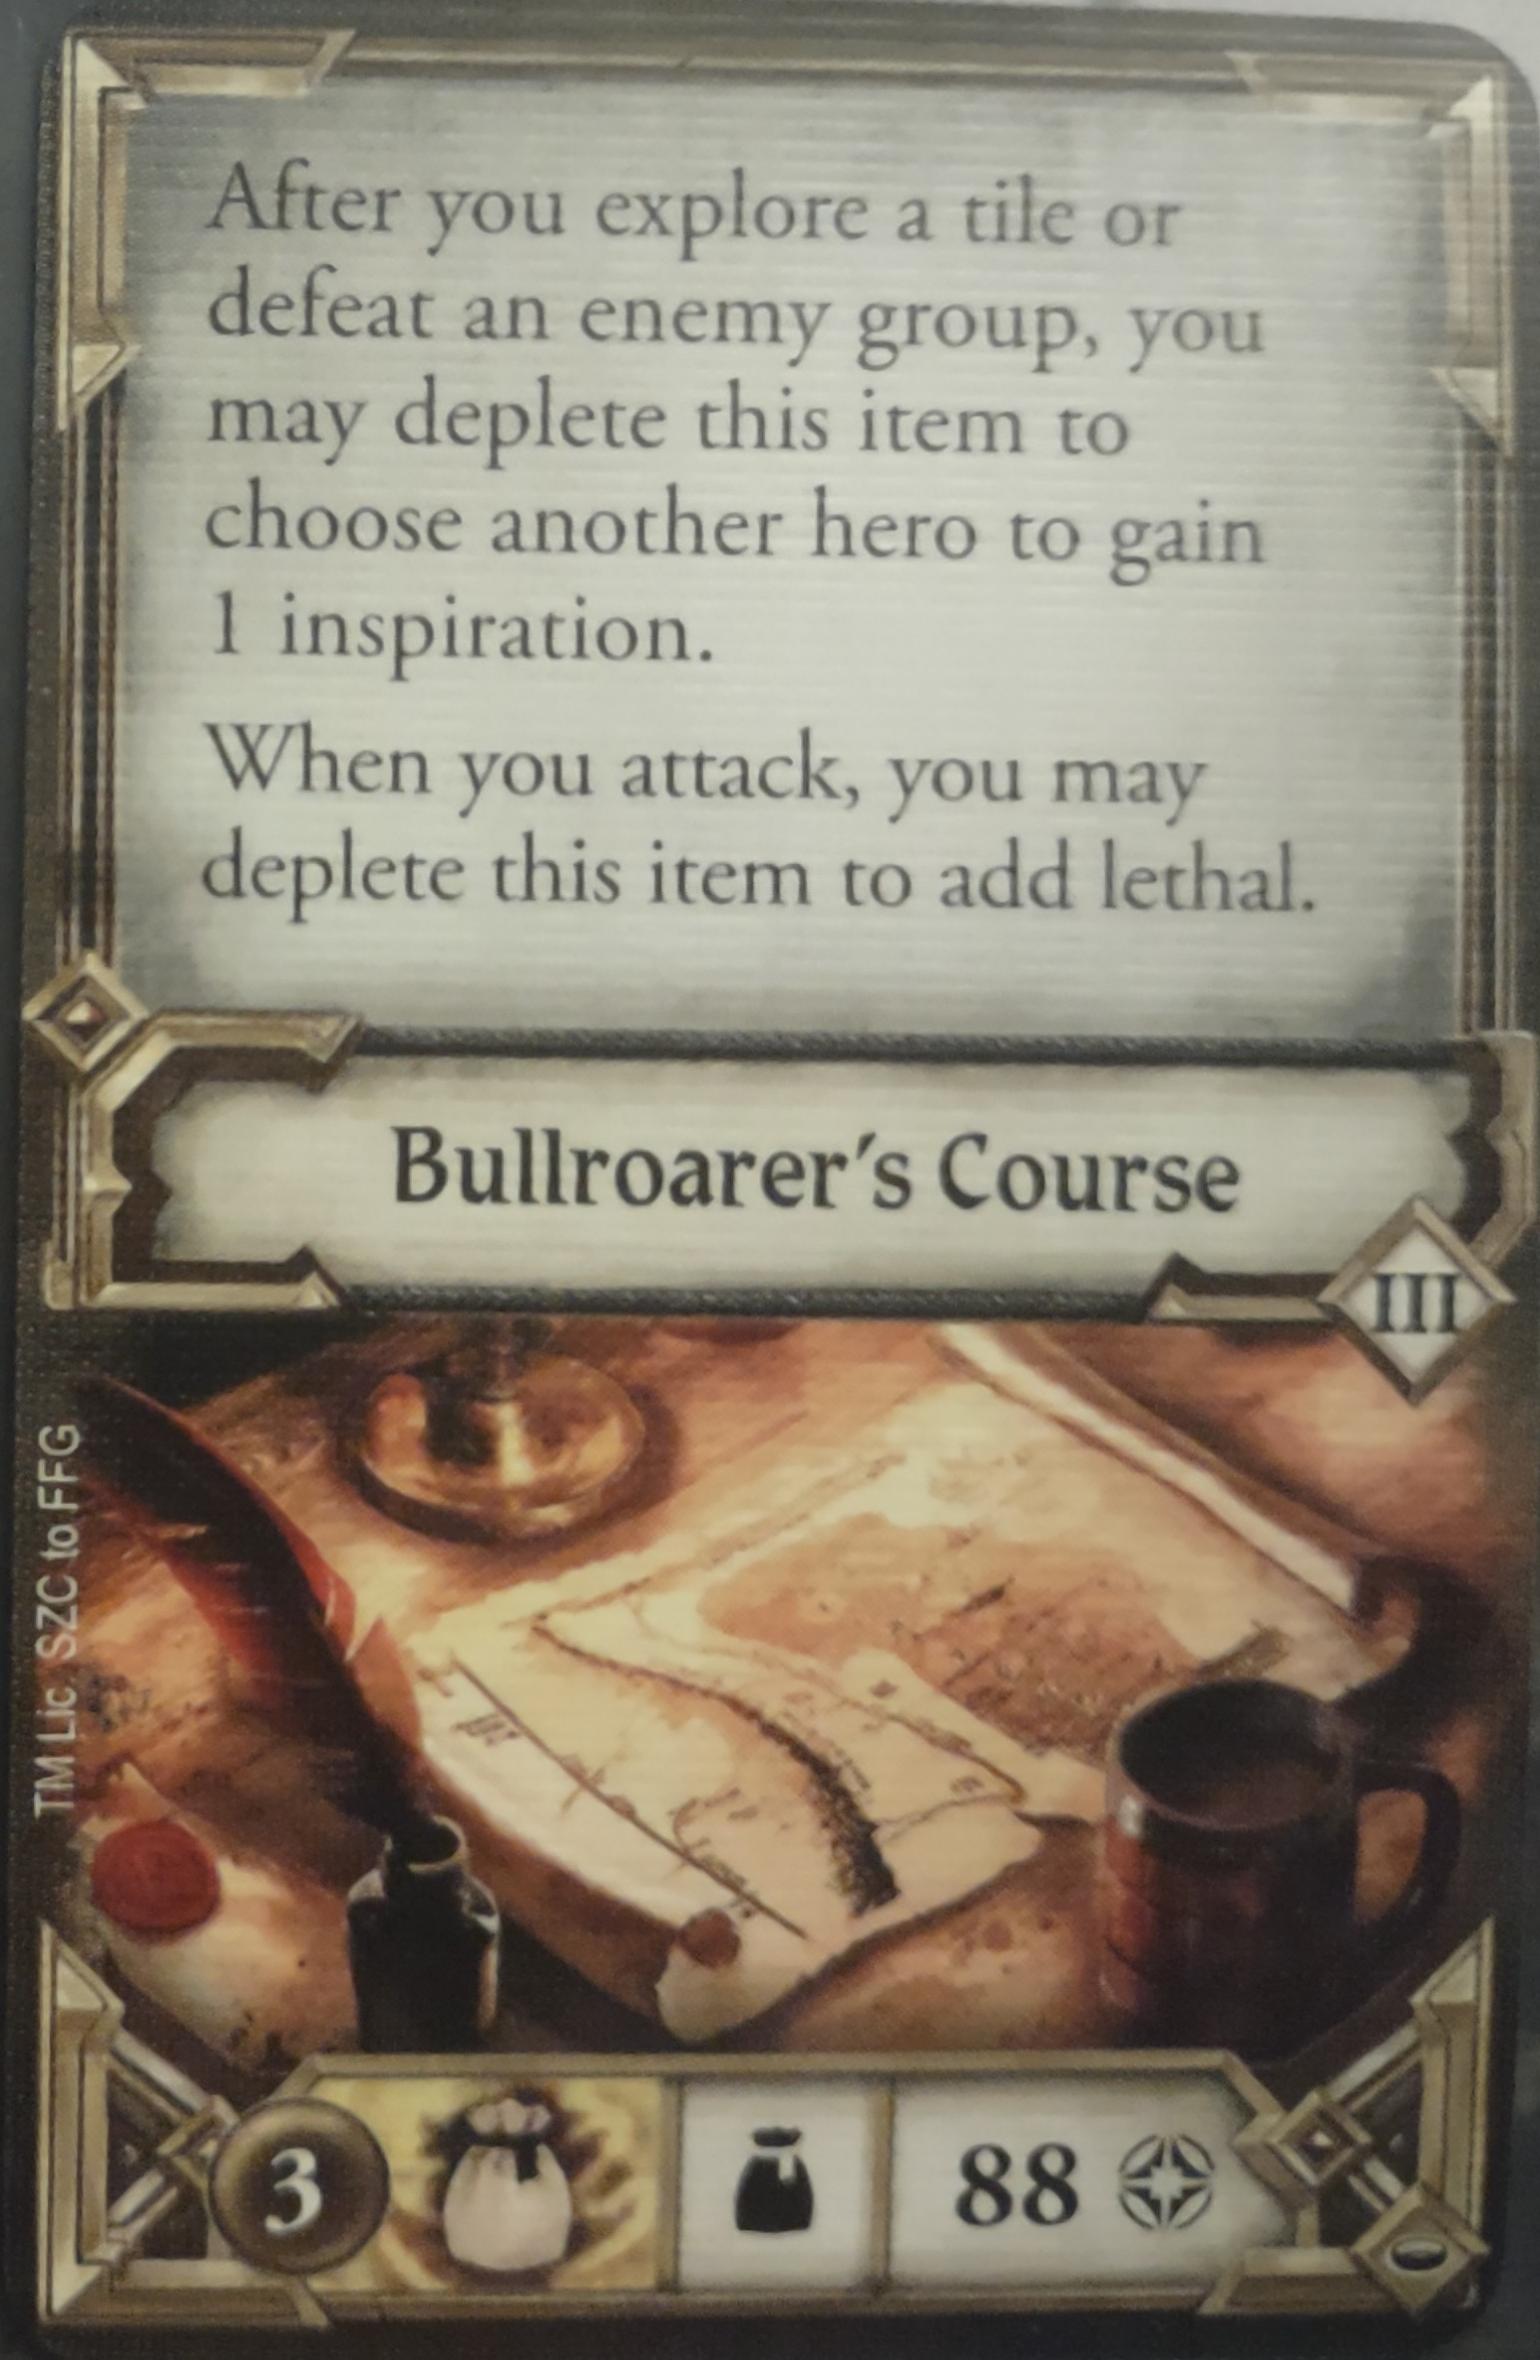 After you explore a tile or
defeat an enemy group, you
may deplete this item to
choose another hero to gain
1 inspiration.
When you attack, you may
deplete this item to add lethal.
Bullroarer's Course
III
TM Lic. SZC to FFG
3
88